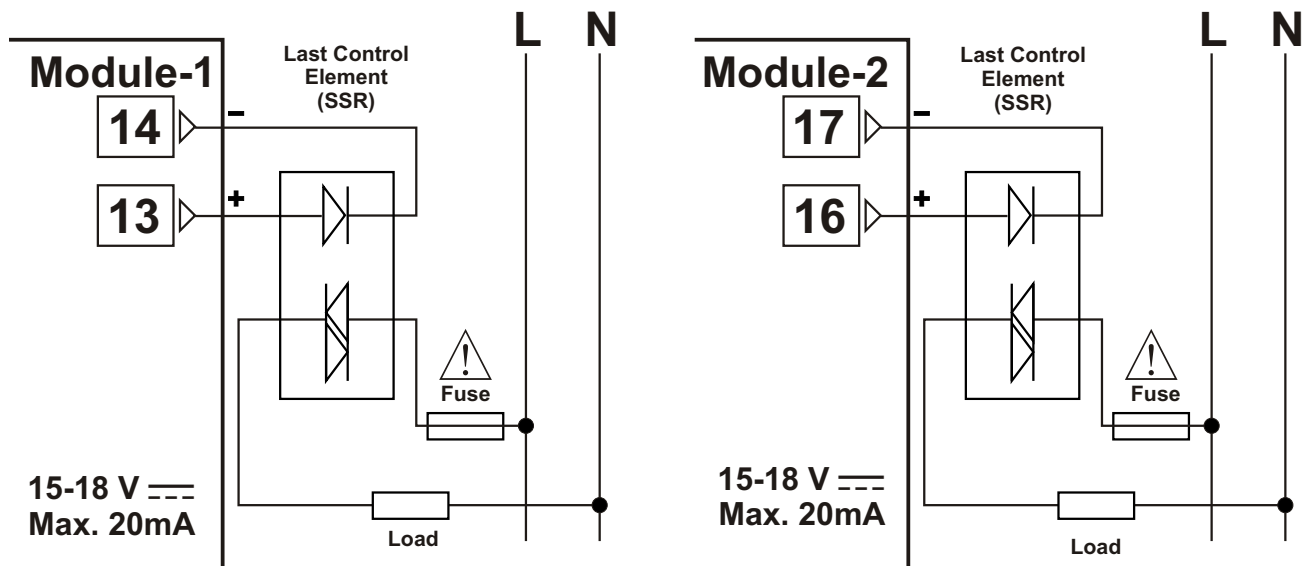 L N
Module-1
Last Control
Element
(SSR)
14
-
13
+
Fuse
15-18 V
Max. 20mA
Load
L N
Module-2
Last Control
Element
(SSR)
17
-
16
+
Fuse
15-18 V
Max. 20mA
Load